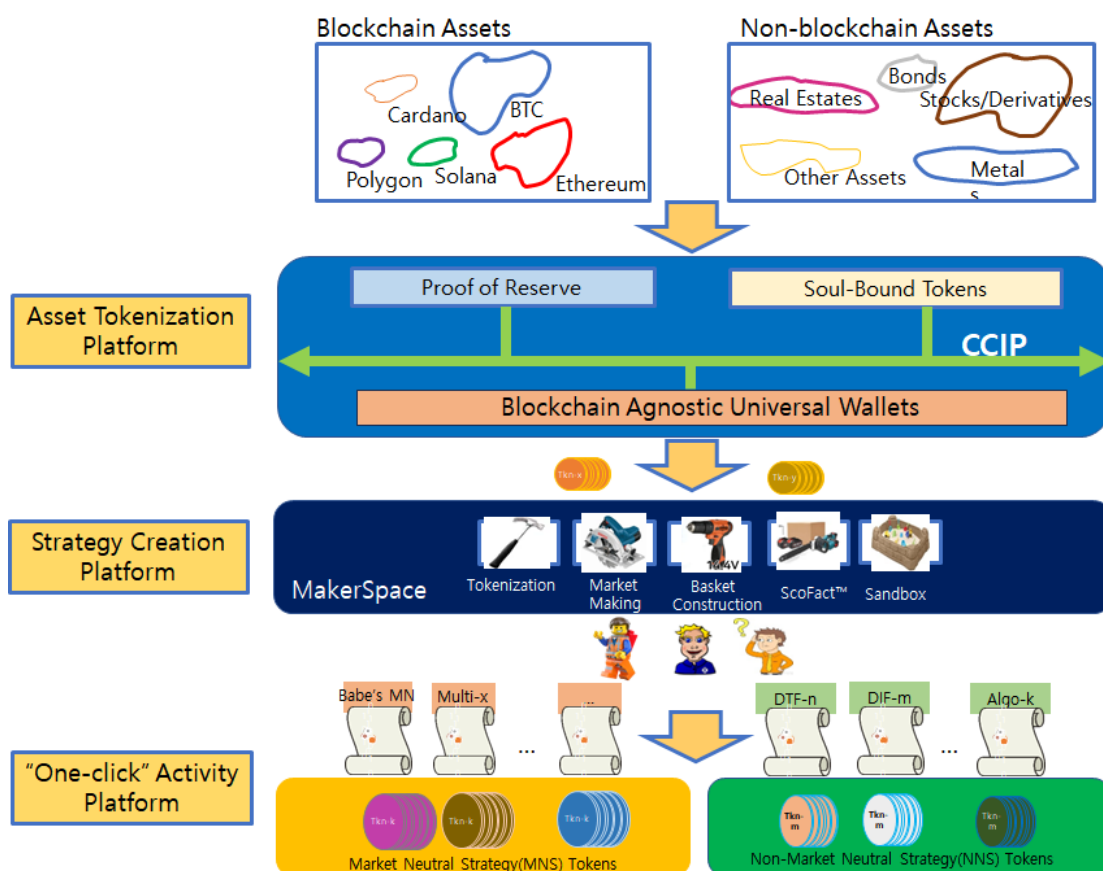 Blockchain Assets
Non-blockchain Assets
Cardano
BTC
Polygon
Solana
Ethereum
Real Estates
Bonds
Stocks/Derivatives
Other Assets
Metal
s
Asset Tokenization
Platform
Proof of Reserve
Soul-Bound Tokens
CCIP
Blockchain Agnostic Universal Wallets
Tkn-x
Tkn-y
Strategy Creation
Platform
MakerSpace
Tokenization
Market
Making
Basket
Construction
ScoFact™
Sandbox
?
Babe's MN
Multi-x
..
DTF-n
DIF-m
Algo-k
...
...
"One-click" Activity
Platform
Tkn-k
Tkn-k
Tkn-k
Market Neutral Strategy(MNS) Tokens
Tkn-
m
Tkn-
m
Tkn-
m
Non-Market Neutral Strategy(NNS) Tokens